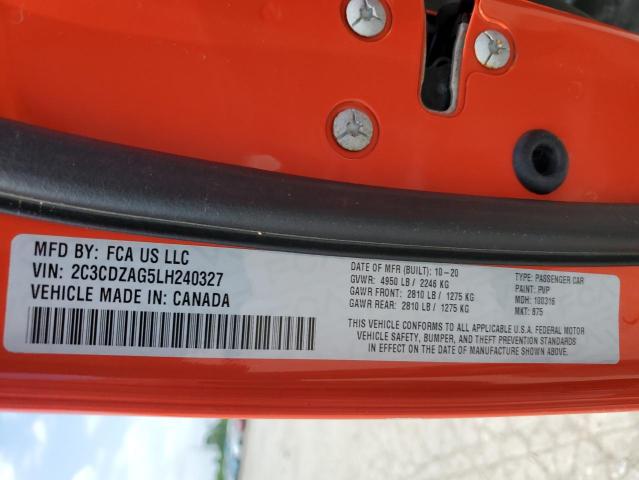 MFD BY: FCA US LLC
VIN: 2C3CDZAG5LH240327
VEHICLE MADE IN: CANADA
DATE OF MFR (BUILT): 10-20
GVWR: 4950 LB / 2246 KG
GAWR FRONT: 2810 LB / 1275 KG
GAWR REAR: 2810 LB / 1275 KG
TYPE: PASSENGER CAR
PAINT: PVP
MDH: 100316
MKT: 875
THIS VEHICLE CONFORMS TO ALL APPLICABLE U.S.A. FEDERAL MOTOR
VEHICLE SAFETY, BUMPER, AND THEFT PREVENTION STANDARDS
IN EFFECT ON THE DATE OF MANUFACTURE SHOWN ABOVE.